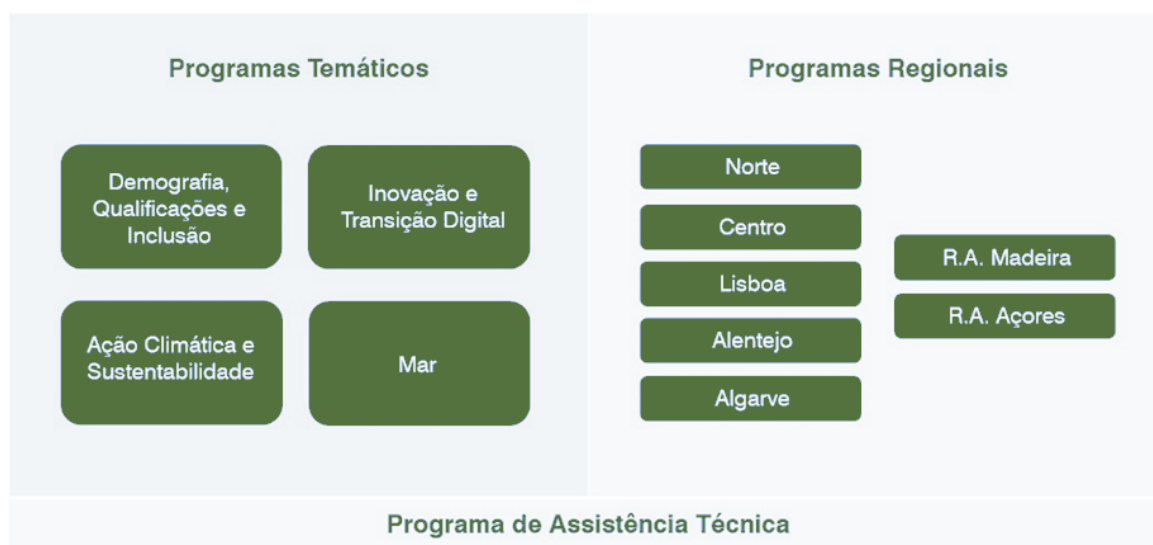 Programas Temáticos
Demografia,
Qualificações e
Inclusão
Inovação e
Transição Digital
Ação Climática e
Sustentabilidade
Mar
Programas Regionais
Norte
Centro
Lisboa
Alentejo
Algarve
R.A. Madeira
R.A. Açores
Programa de Assistência Técnica